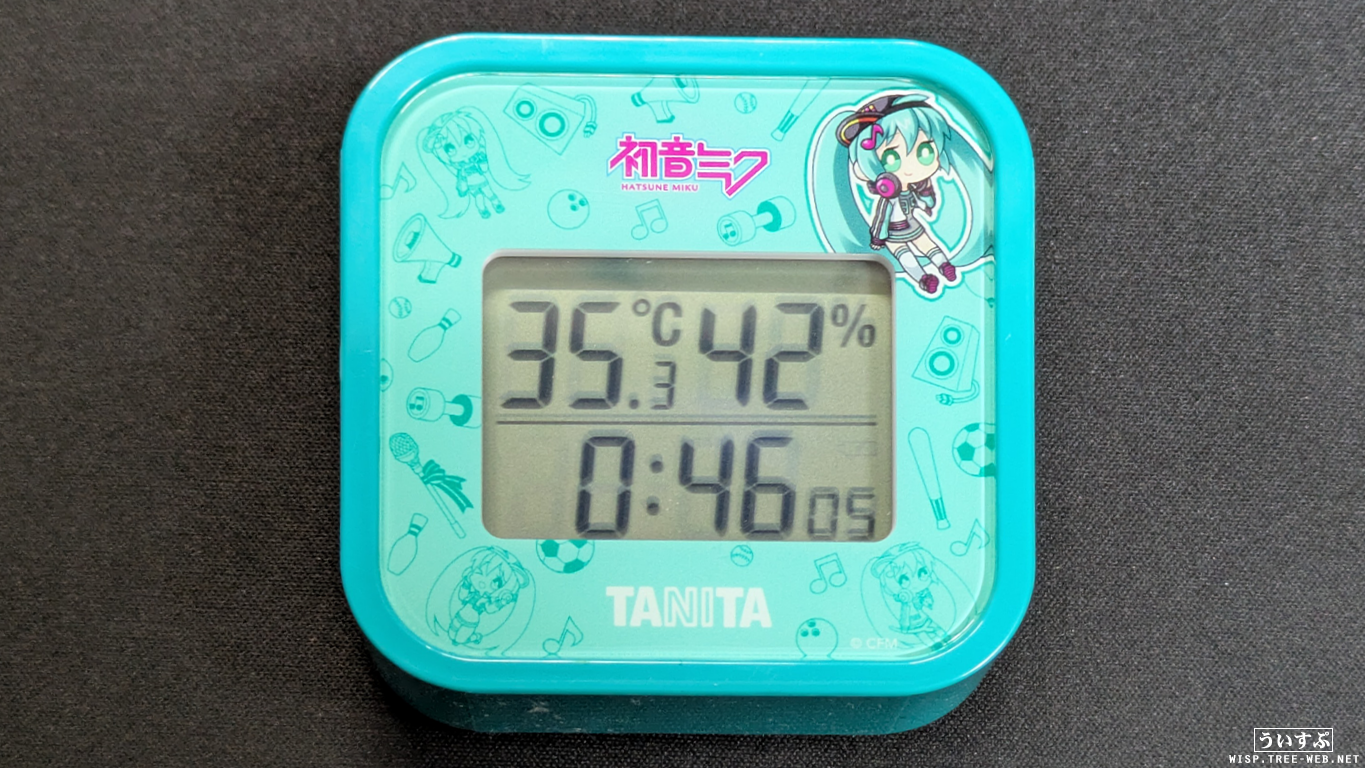 初音ミク
HATSUNE MIKU
35.3℃ 42%
0:46 05
TANITA
© CFM
ういすぷ
WISP.TREE-WEB.NET